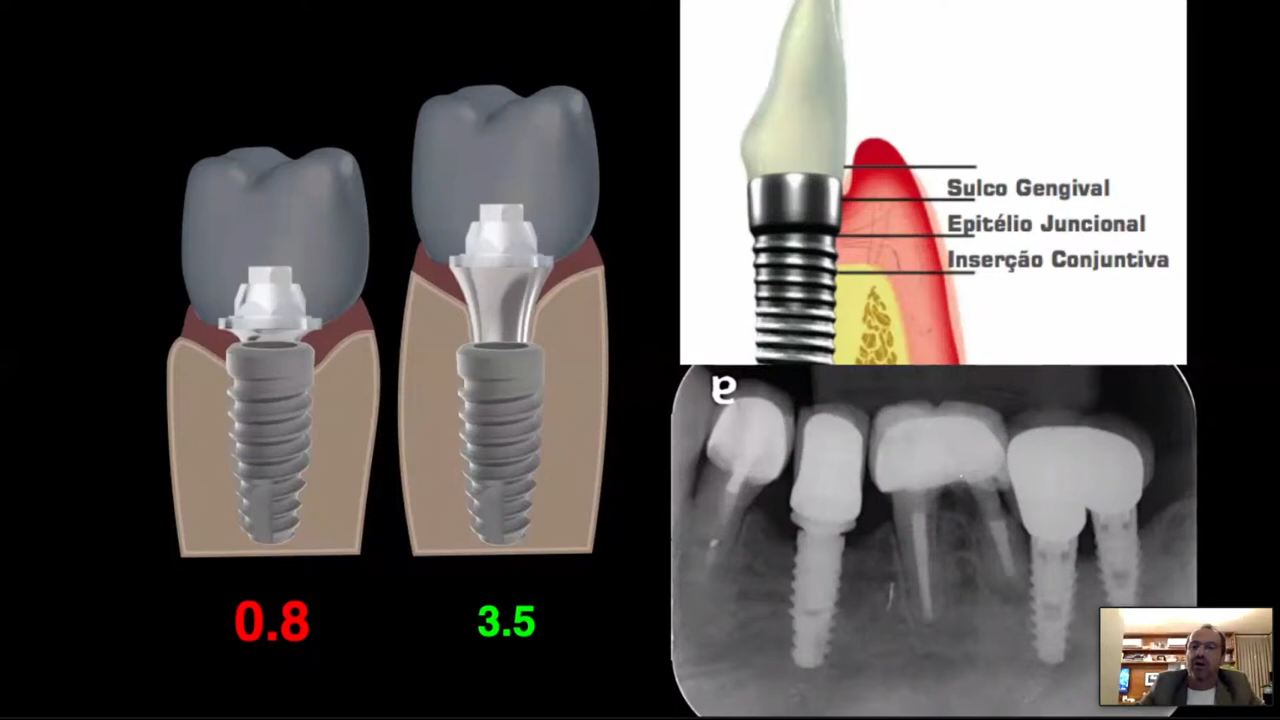 Sulco Gengival
Epitélio Juncional
Inserção Conjuntiva
a
0.8
3.5